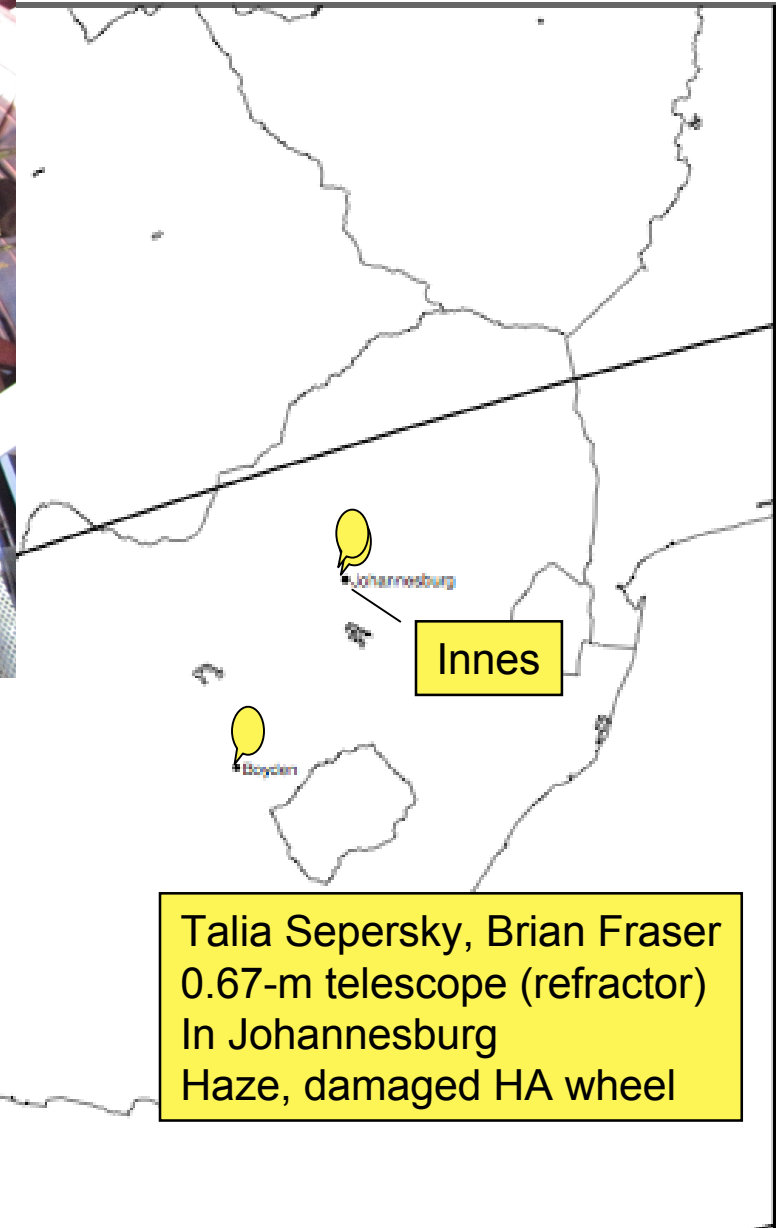 Johannesburg
Innes
Boyden
Talia Sepersky, Brian Fraser
0.67-m telescope (refractor)
In Johannesburg
Haze, damaged HA wheel